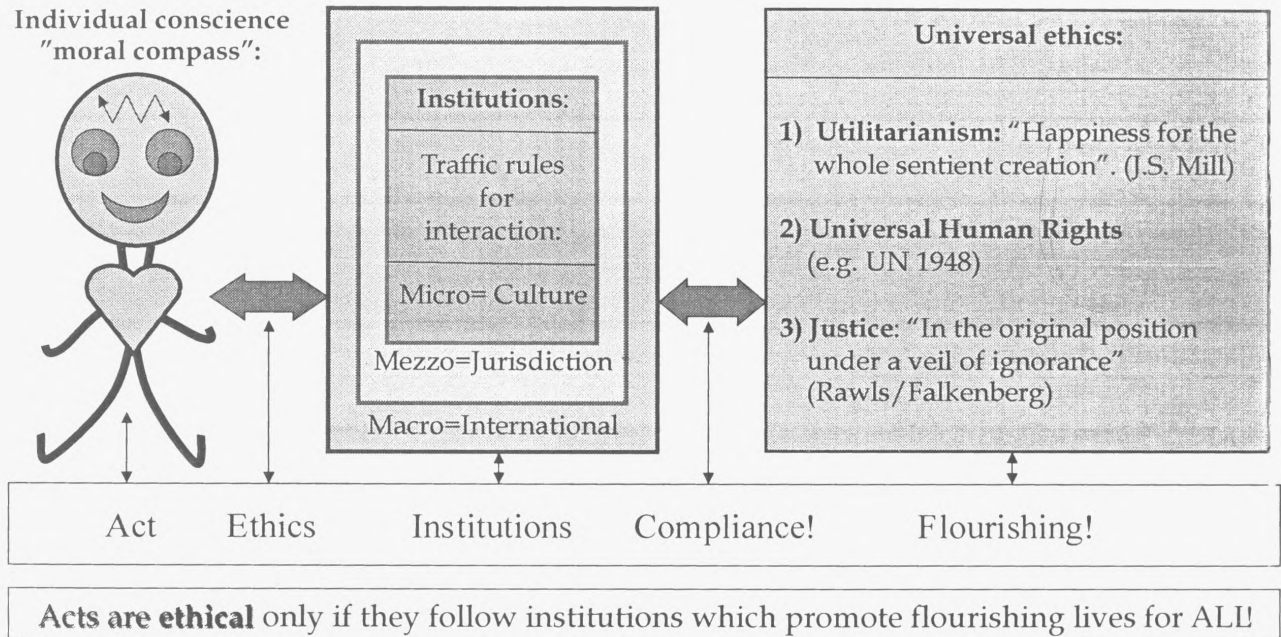 Individual conscience
"moral compass":
Institutions:
Traffic rules
for
interaction:
Micro= Culture
Mezzo=Jurisdiction
Macro=International
Universal ethics:
1) Utilitarianism: "Happiness for the
whole sentient creation". (J.S. Mill)
2) Universal Human Rights
(e.g. UN 1948)
3) Justice: "In the original position
under a veil of ignorance"
(Rawls/Falkenberg)
Act Ethics Institutions Compliance! Flourishing!
Acts are ethical only if they follow institutions which promote flourishing lives for ALL!